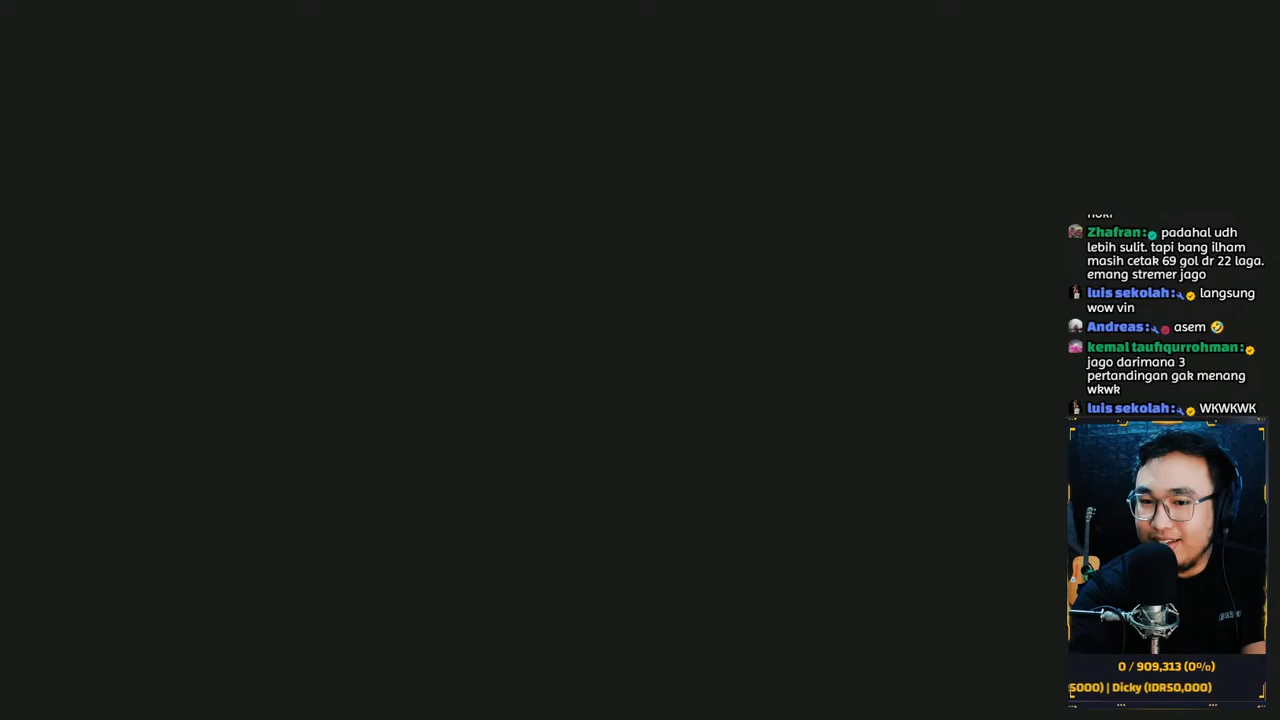 Zhafran: padahal udh
lebih sulit. tapi bang ilham
masih cetak 69 gol dr 22 laga.
emang stremer jago
luis sekolah: langsung
wow vin
Andreas: asem 🤣
kemal taufiqurrohman:
jago darimana 3
pertandingan gak menang
wkwk
luis sekolah: WKWKWK
0 / 909,313 (0%)
5000) | Dicky (IDR50,000)